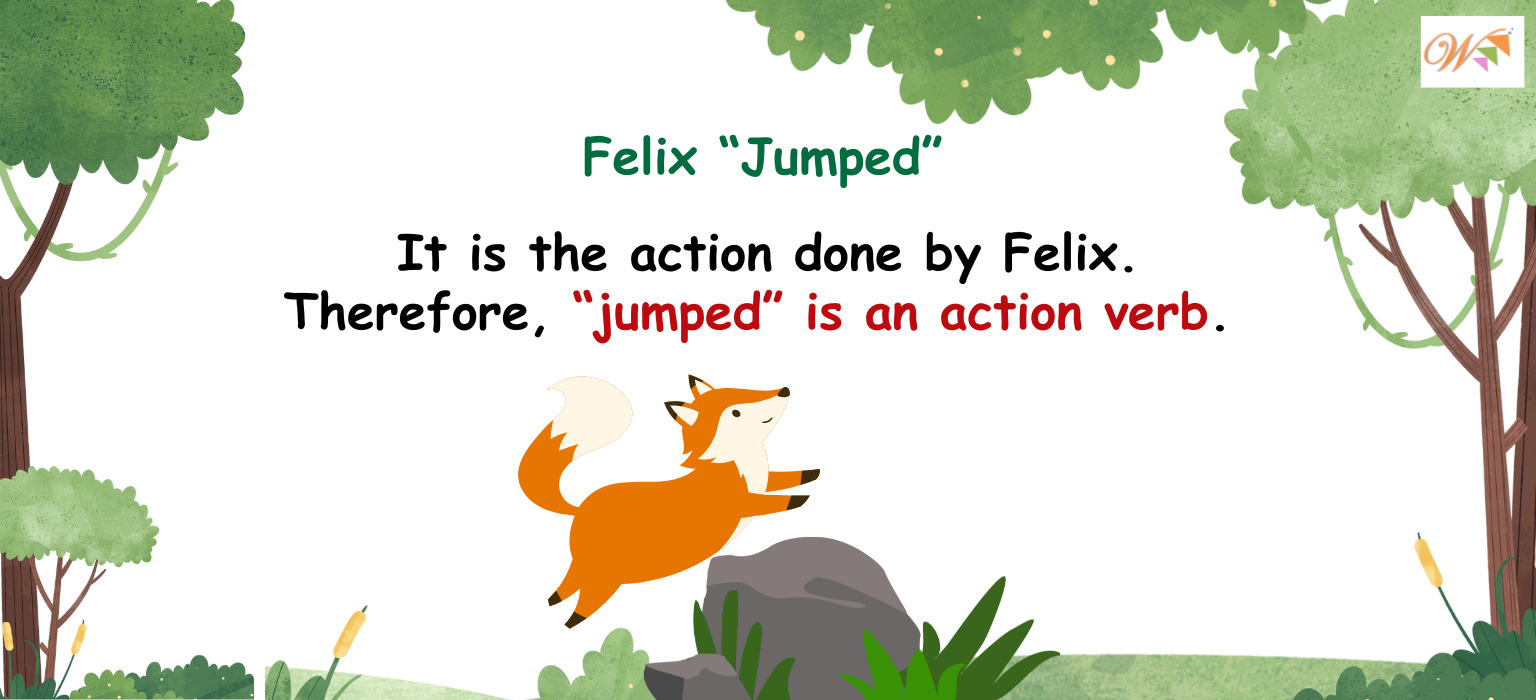 Felix “Jumped”
It is the action done by Felix.
Therefore, “jumped” is an action verb.
W